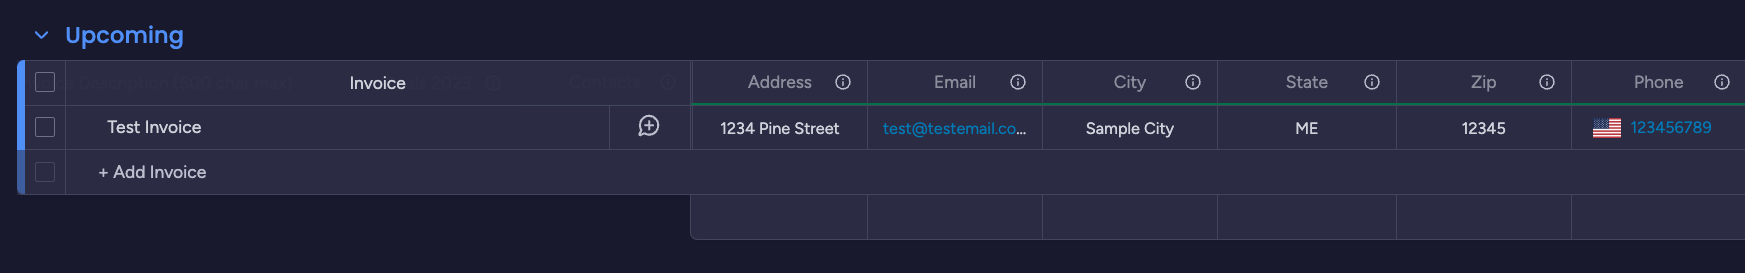 Upcoming
Invoice Address Email City State Zip Phone
Test Invoice 1234 Pine Street test@testemail.co... Sample City ME 12345 123456789
+ Add Invoice